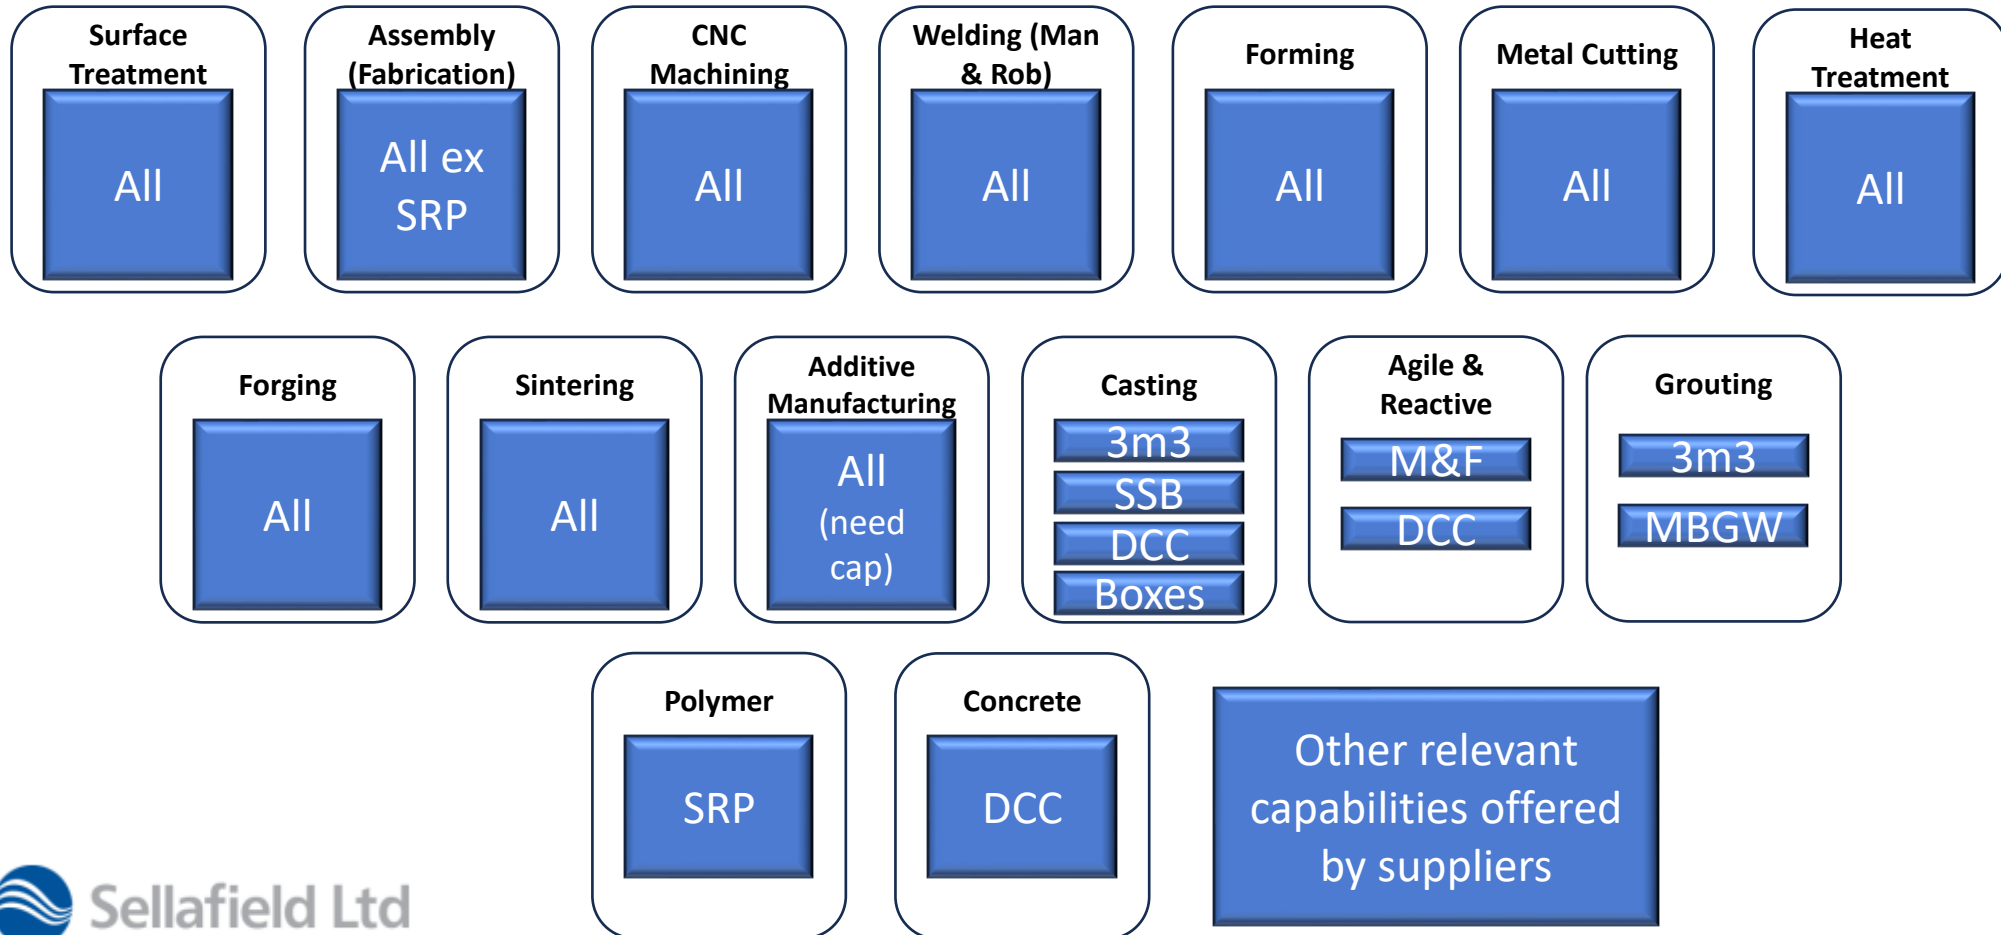 Surface
Treatment
All
Assembly
(Fabrication)
All ex
SRP
CNC
Machining
All
Welding (Man
& Rob)
All
Forming
All
Metal Cutting
All
Heat
Treatment
All
Forging
All
Sintering
All
Additive
Manufacturing
All
(need
cap)
Casting
3m3
SSB
DCC
Boxes
Agile &
Reactive
M&F
DCC
Grouting
3m3
MBGW
Polymer
SRP
Concrete
DCC
Other relevant
capabilities offered
by suppliers
Sellafield Ltd